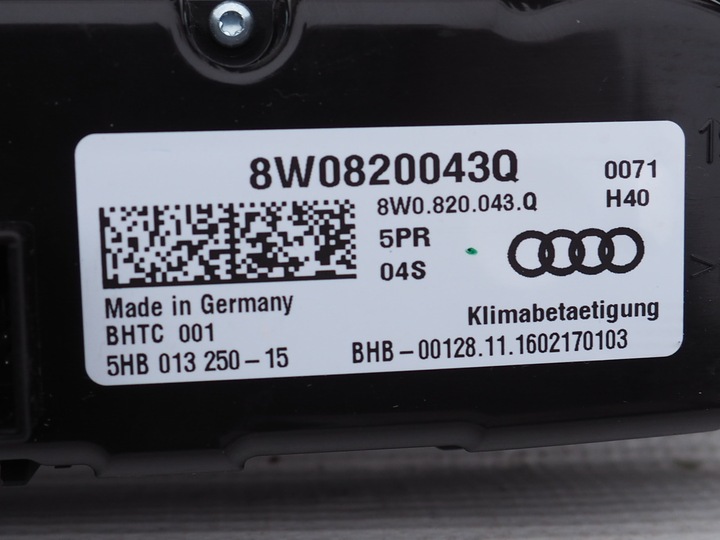 8W0820043Q 0071
8W0.820.043.Q H40
5PR
04S
Made in Germany
Klimabetaetigung
BHTC 001
5HB 013 250-15 BHB-00128.11.1602170103
1
>